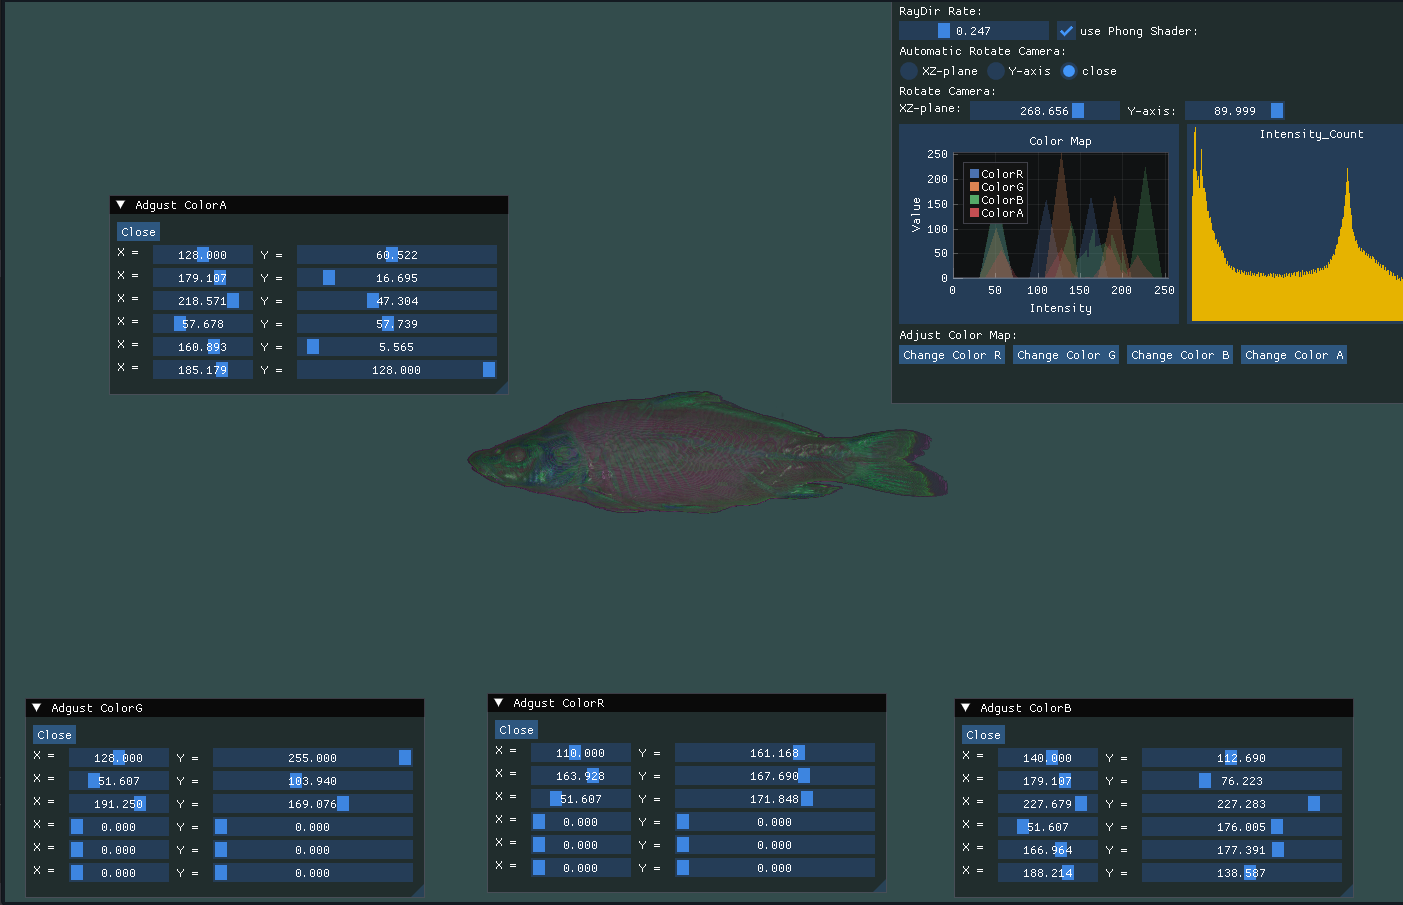 RayDir Rate:
0.247 use Phong Shader:
Automatic Rotate Camera:
XZ-plane Y-axis close
Rotate Camera:
XZ-plane: 268.656 Y-axis: 89.999
Color Map
250
200
150
100
50
0
Value
ColorR
ColorG
ColorB
ColorA
0 50 100 150 200 250
Intensity
Intensity_Count
Adjust Color Map:
Change Color R Change Color G Change Color B Change Color A
Adgust ColorA
Close
X = 128.000 Y = 60.522
X = 179.107 Y = 16.695
X = 218.571 Y = 47.304
X = 57.678 Y = 57.739
X = 160.893 Y = 5.565
X = 185.179 Y = 128.000
Adgust ColorG
Close
X = 128.000 Y = 255.000
X = 51.607 Y = 103.940
X = 191.250 Y = 169.076
X = 0.000 Y = 0.000
X = 0.000 Y = 0.000
X = 0.000 Y = 0.000
Adgust ColorR
Close
X = 110.000 Y = 161.168
X = 163.928 Y = 167.690
X = 51.607 Y = 171.848
X = 0.000 Y = 0.000
X = 0.000 Y = 0.000
X = 0.000 Y = 0.000
Adgust ColorB
Close
X = 140.000 Y = 112.690
X = 179.107 Y = 76.223
X = 227.679 Y = 227.283
X = 51.607 Y = 176.005
X = 166.964 Y = 177.391
X = 188.214 Y = 138.587